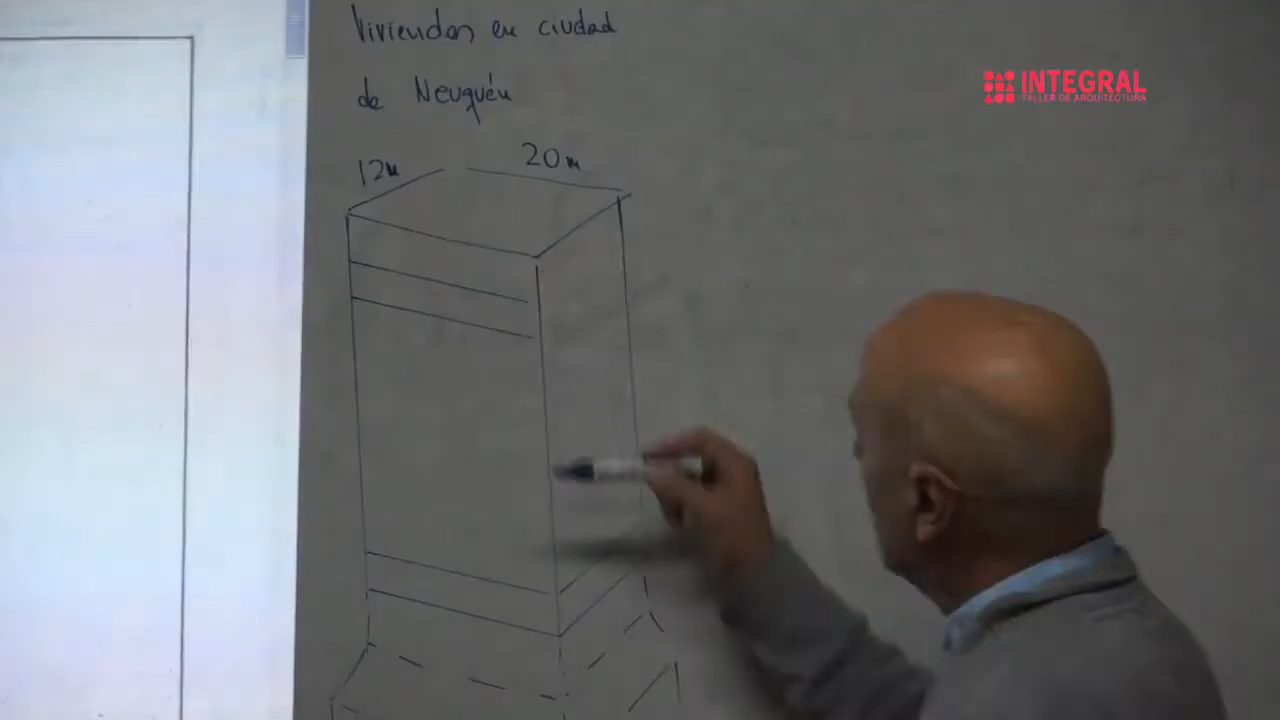 Viviendas en ciudad
de Neuquén
12m
20m
INTEGRAL
TALLER DE ARQUITECTURA